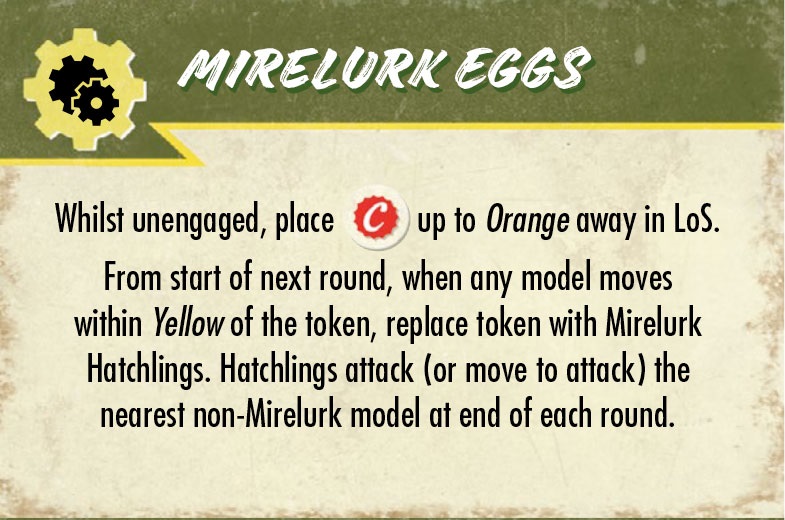 MIRELURK EGGS
Whilst unengaged, place C up to Orange away in LoS.
From start of next round, when any model moves
within Yellow of the token, replace token with Mirelurk
Hatchlings. Hatchlings attack (or move to attack) the
nearest non-Mirelurk model at end of each round.